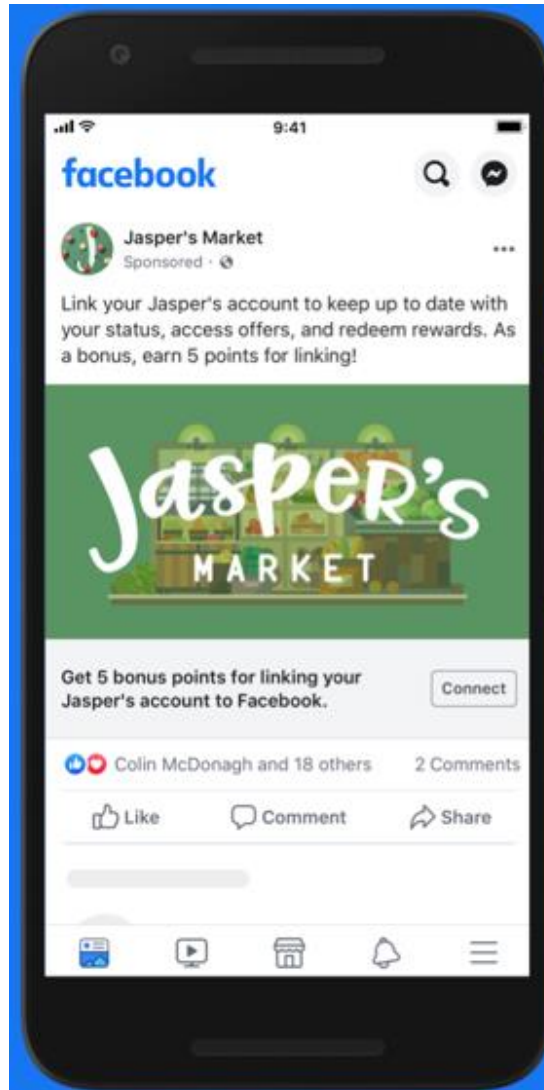 9:41
facebook
Jasper's Market
Sponsored ·
Link your Jasper's account to keep up to date with
your status, access offers, and redeem rewards. As
a bonus, earn 5 points for linking!
Jasper's
MARKET
Get 5 bonus points for linking your
Jasper's account to Facebook.
Connect
Colin McDonagh and 18 others
2 Comments
Like
Comment
Share